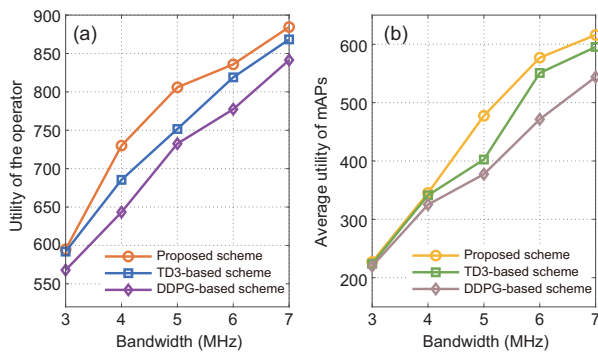 (a)
Utility of the operator
900
850
800
750
700
650
600
550
Proposed scheme
TD3-based scheme
DDPG-based scheme
3 4 5 6 7
Bandwidth (MHz)
(b)
Average utility of mAPs
600
500
400
300
200
Proposed scheme
TD3-based scheme
DDPG-based scheme
3 4 5 6 7
Bandwidth (MHz)